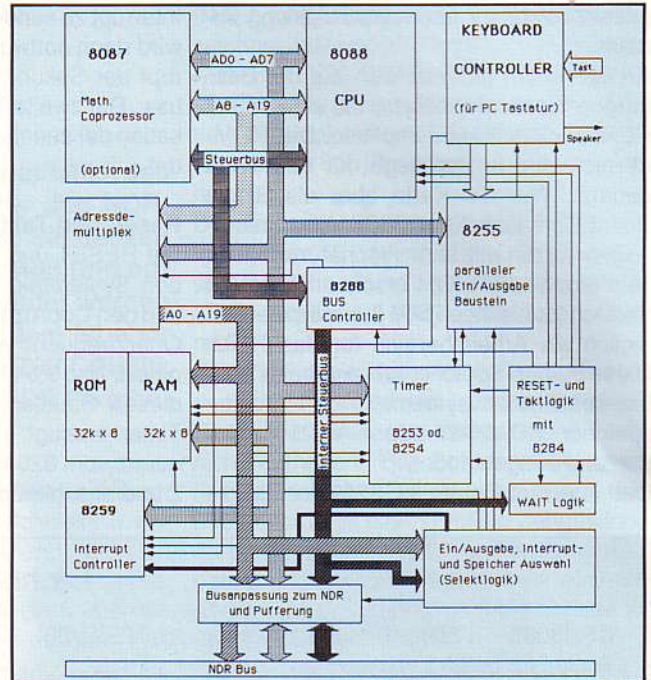 8087
Math.
Coprozessor
(optional)
AD0 - AD7
A8 - A19
Steuerbus
8088
CPU
KEYBOARD
CONTROLLER
(für PC Tastatur)
Tast.
Speaker
Adressde-
multiplex
A0 - A19
8288
BUS
Controller
8255
paralleler
Ein/Ausgabe
Baustein
ROM
32k x 8
RAM
32k x 8
Interner Steuerbus
Timer
8253 od.
8254
RESET- und
Taktlogik
mit
8284
WAIT Logik
8259
Interrupt
Controller
Ein/Ausgabe, Interrupt-
und Speicher Auswahl
(Selektlogik)
Busanpassung zum NDR
und Pufferung
NDR Bus